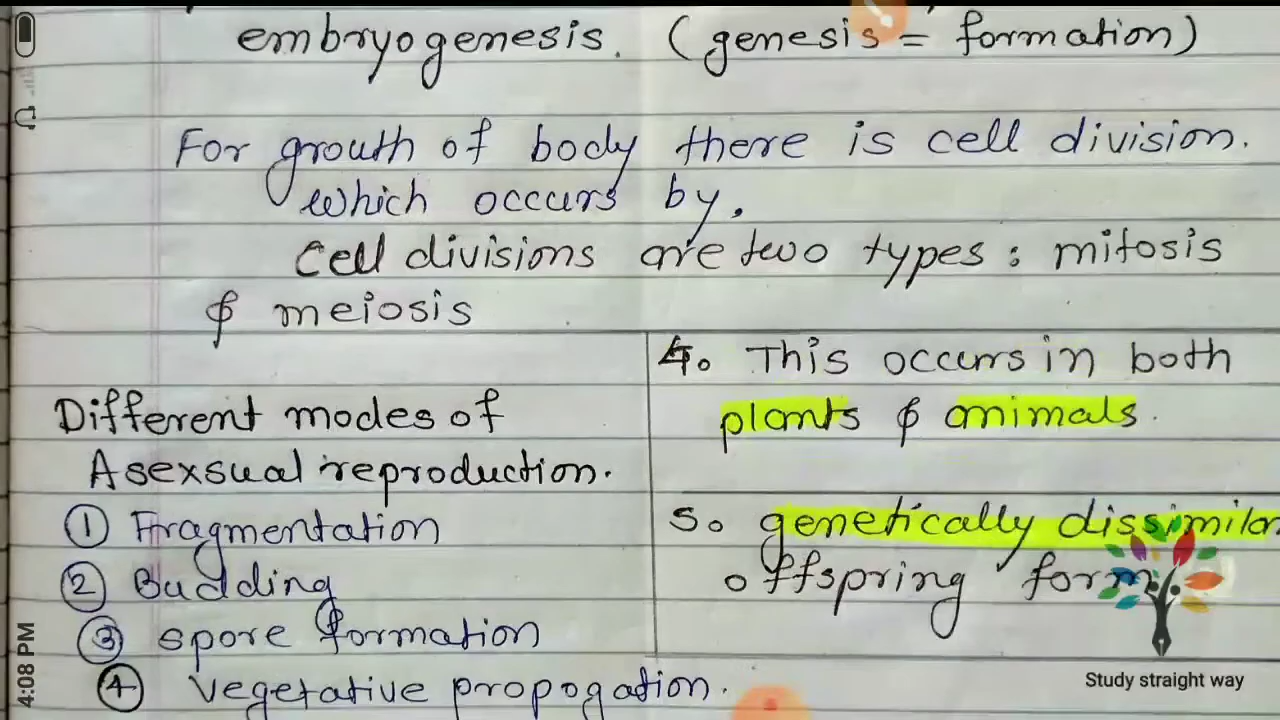 embryogenesis. (genesis = formation)
For growth of body there is cell division.
which occurs by.
Cell divisions are two types : mitosis
& meiosis
Different modes of
Asexsual reproduction.
① Fragmentation
② Budding
③ spore formation
④ vegetative propogation.
4. This occurs in both
plants & animals.
5. genetically dissimilar
offspring form.
Study straight way
4:08 PM